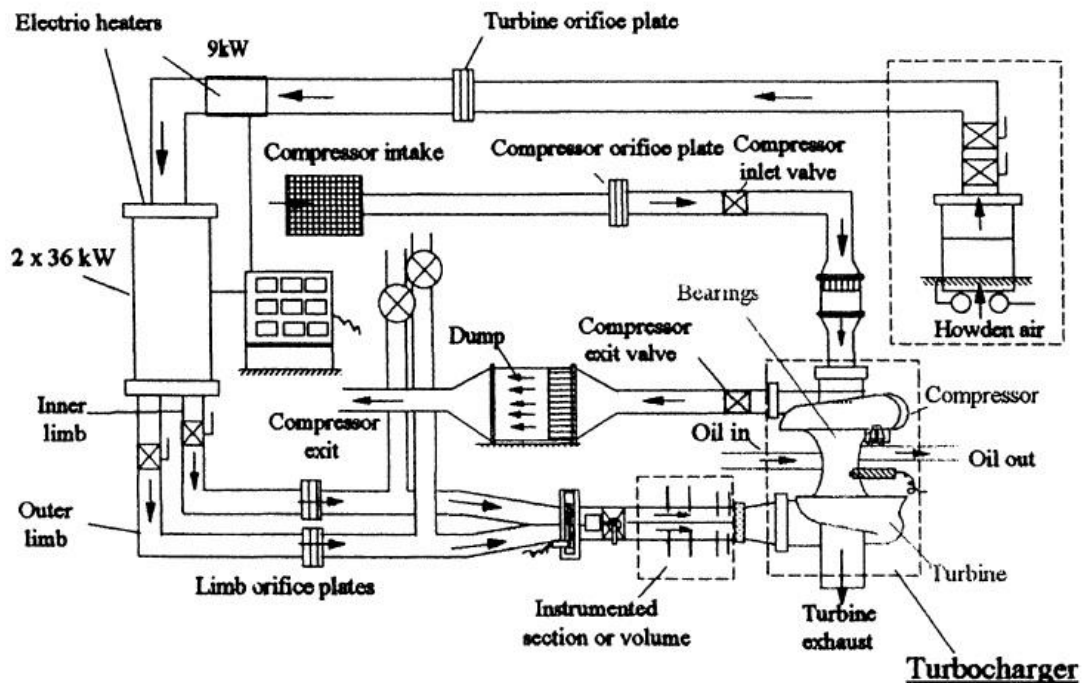 Electric heaters
9kW
Turbine orifice plate
Compressor intake
Compressor orifice plate
Compressor
inlet valve
2 x 36 kW
Bearings
Howden air
Dump
Compressor
exit valve
Compressor
Inner
limb
Compressor
exit
Oil in
Oil out
Outer
limb
Limb orifice plates
Turbine
Instrumented
section or volume
Turbine
exhaust
Turbocharger